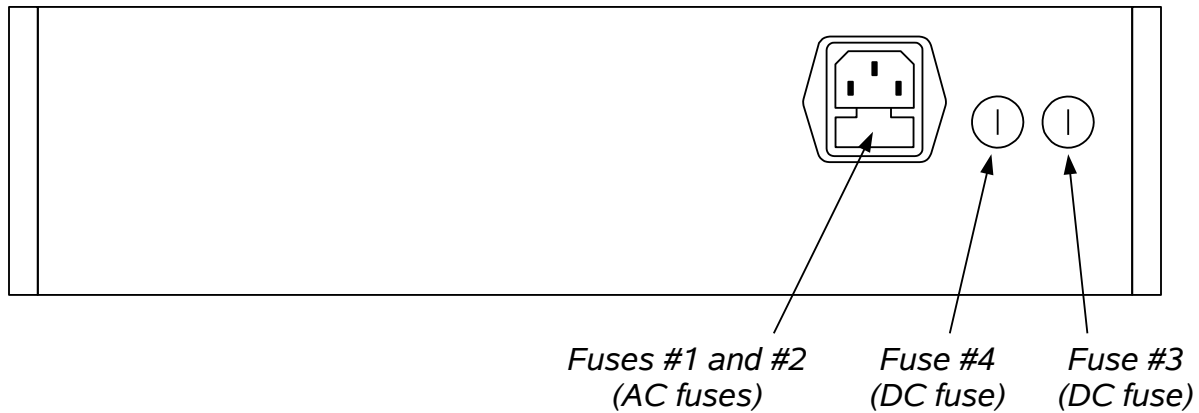 Fuses #1 and #2
(AC fuses)
Fuse #4
(DC fuse)
Fuse #3
(DC fuse)